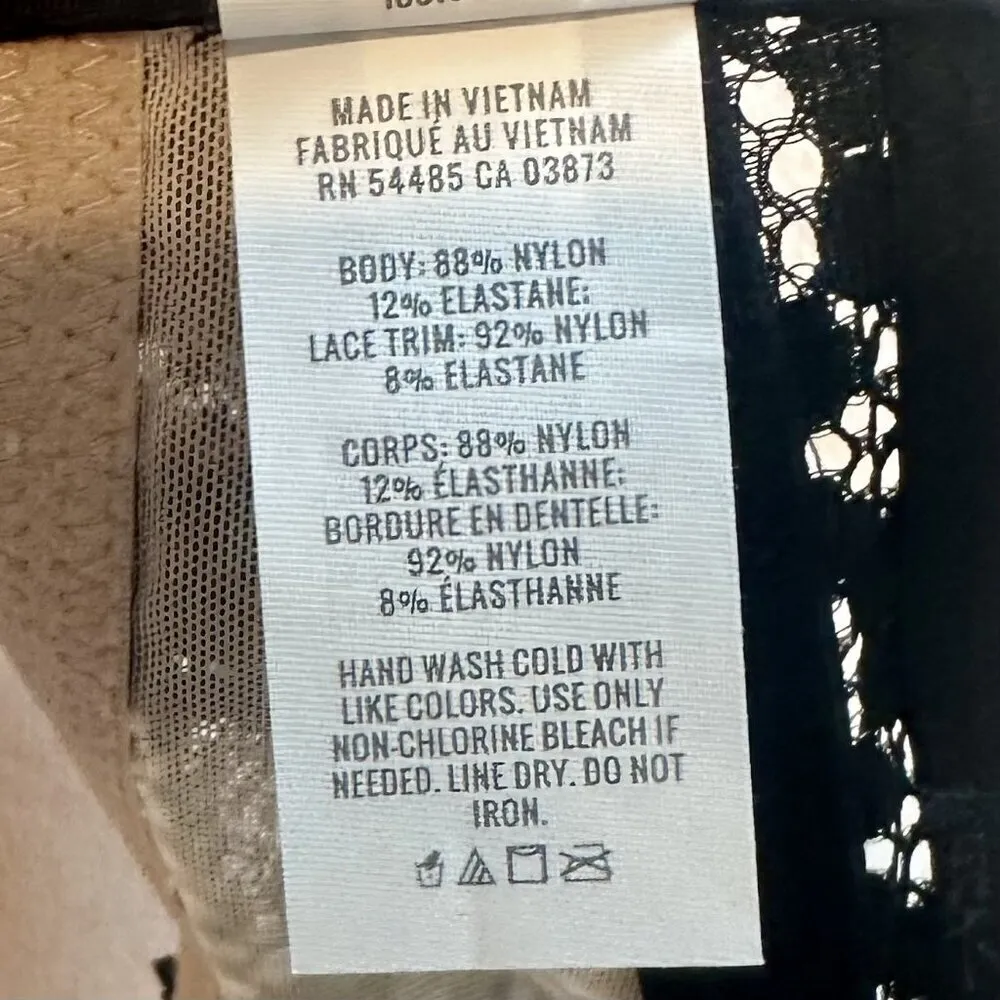 MADE IN VIETNAM
FABRIQUÉ AU VIETNAM
RN 54485 CA 03873
BODY: 88% NYLON
12% ELASTANE:
LACE TRIM: 92% NYLON
8% ELASTANE
CORPS: 88% NYLON
12% ÉLASTHANNE:
BORDURE EN DENTELLE:
92% NYLON
8% ÉLASTHANNE
HAND WASH COLD WITH
LIKE COLORS. USE ONLY
NON-CHLORINE BLEACH IF
NEEDED. LINE DRY. DO NOT
IRON.